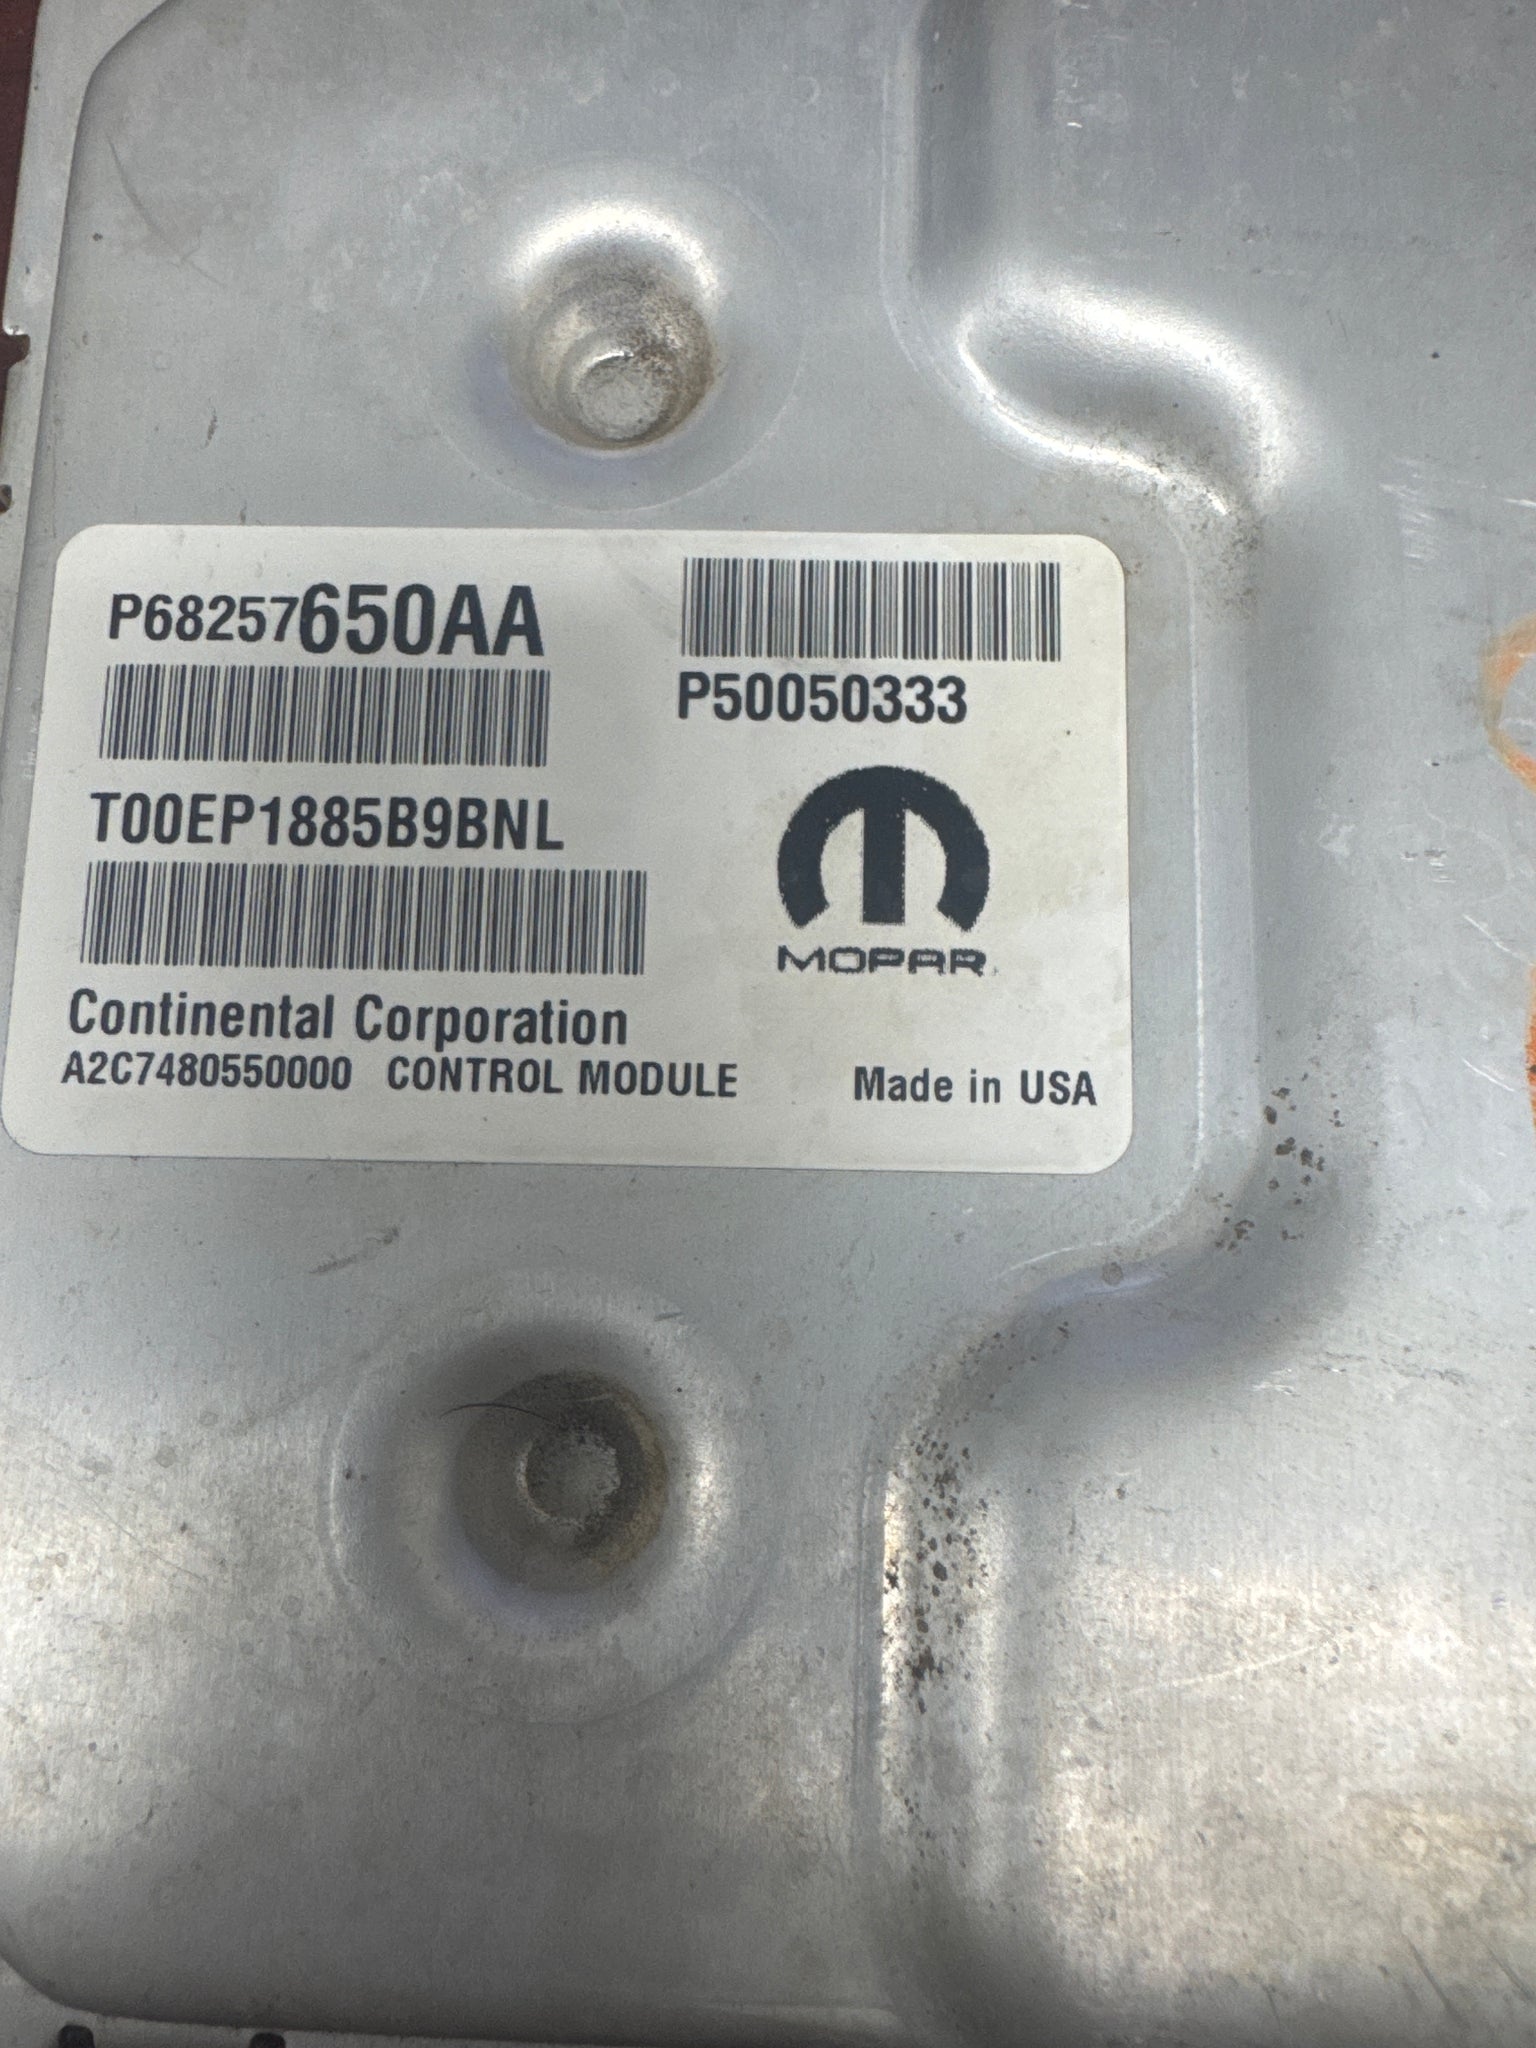 P68257650AA
P50050333
T00EP1885B9BNL
MOPAR
Continental Corporation
A2C7480550000 CONTROL MODULE Made in USA